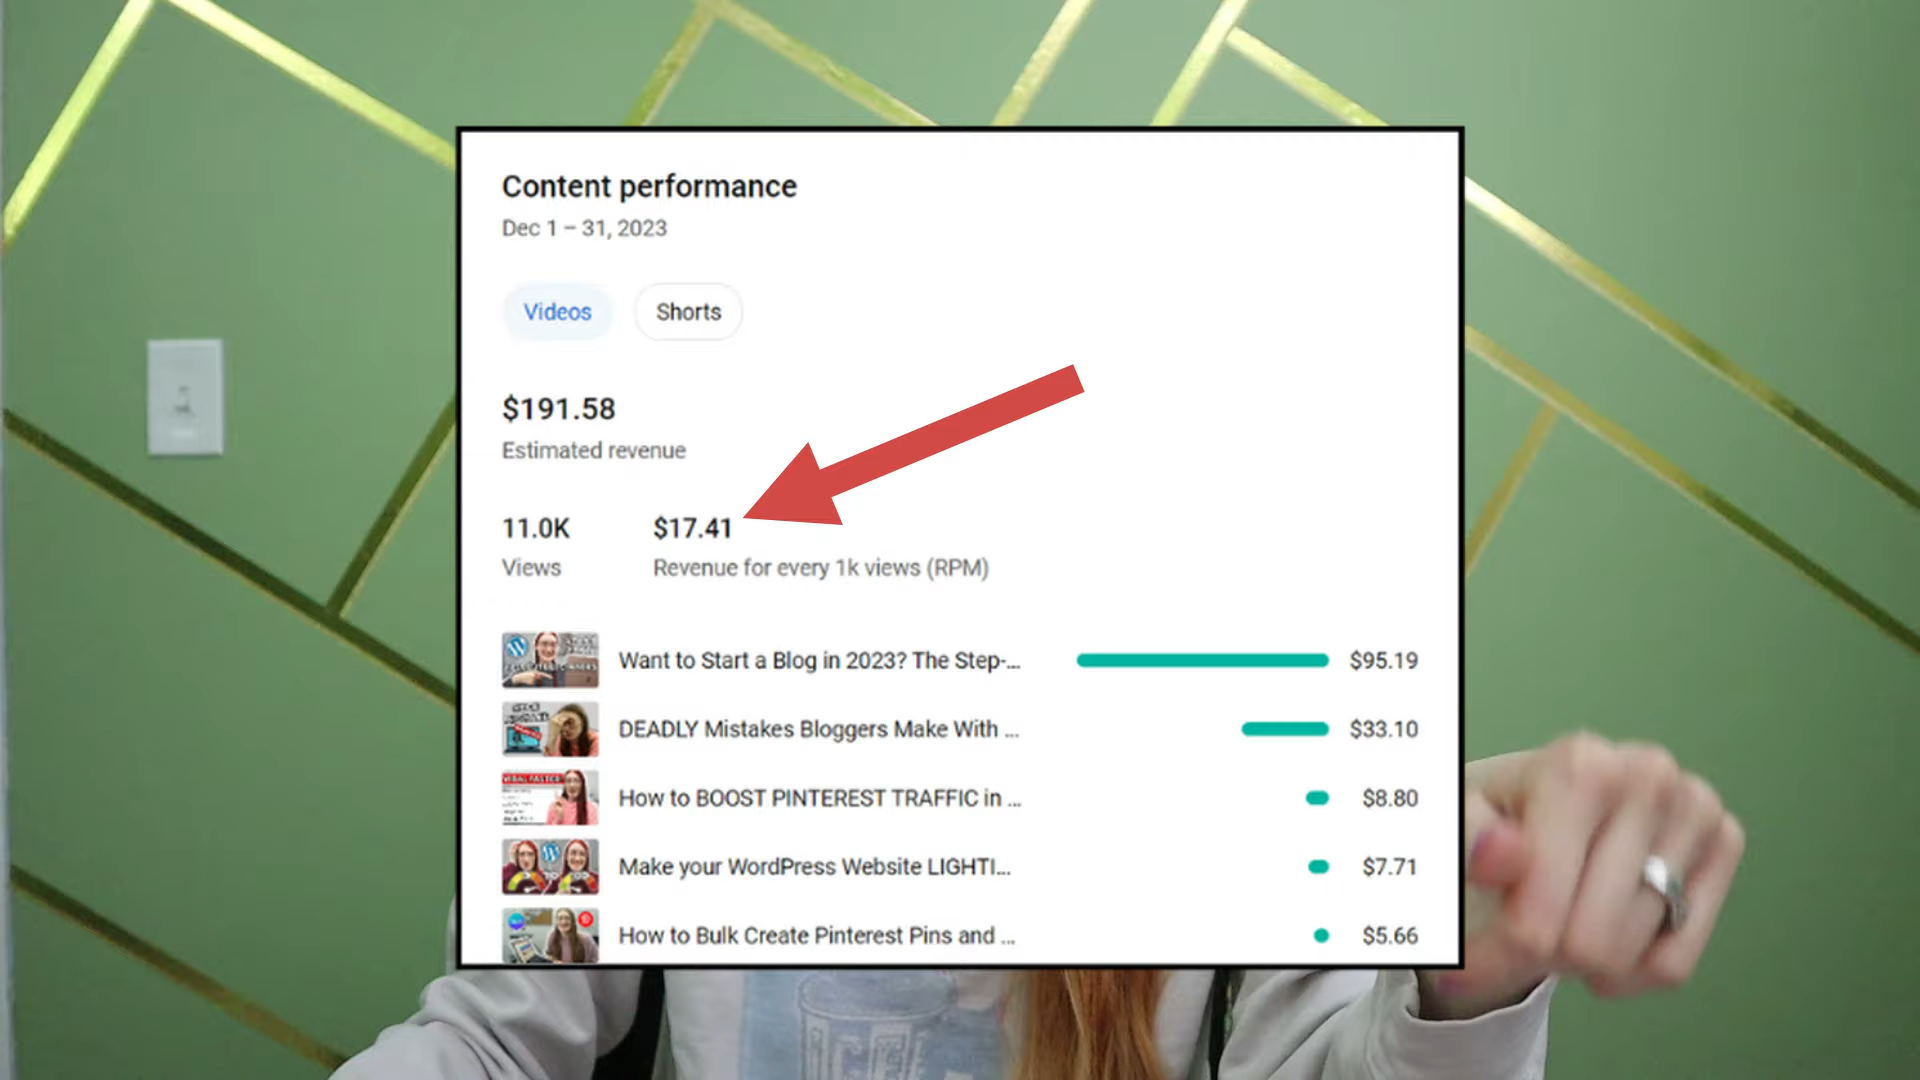 Content performance
Dec 1 – 31, 2023
Videos Shorts
$191.58
Estimated revenue
11.0K $17.41
Views Revenue for every 1k views (RPM)
Want to Start a Blog in 2023? The Step-... $95.19
DEADLY Mistakes Bloggers Make With ... $33.10
How to BOOST PINTEREST TRAFFIC in ... $8.80
Make your WordPress Website LIGHTI... $7.71
How to Bulk Create Pinterest Pins and ... $5.66